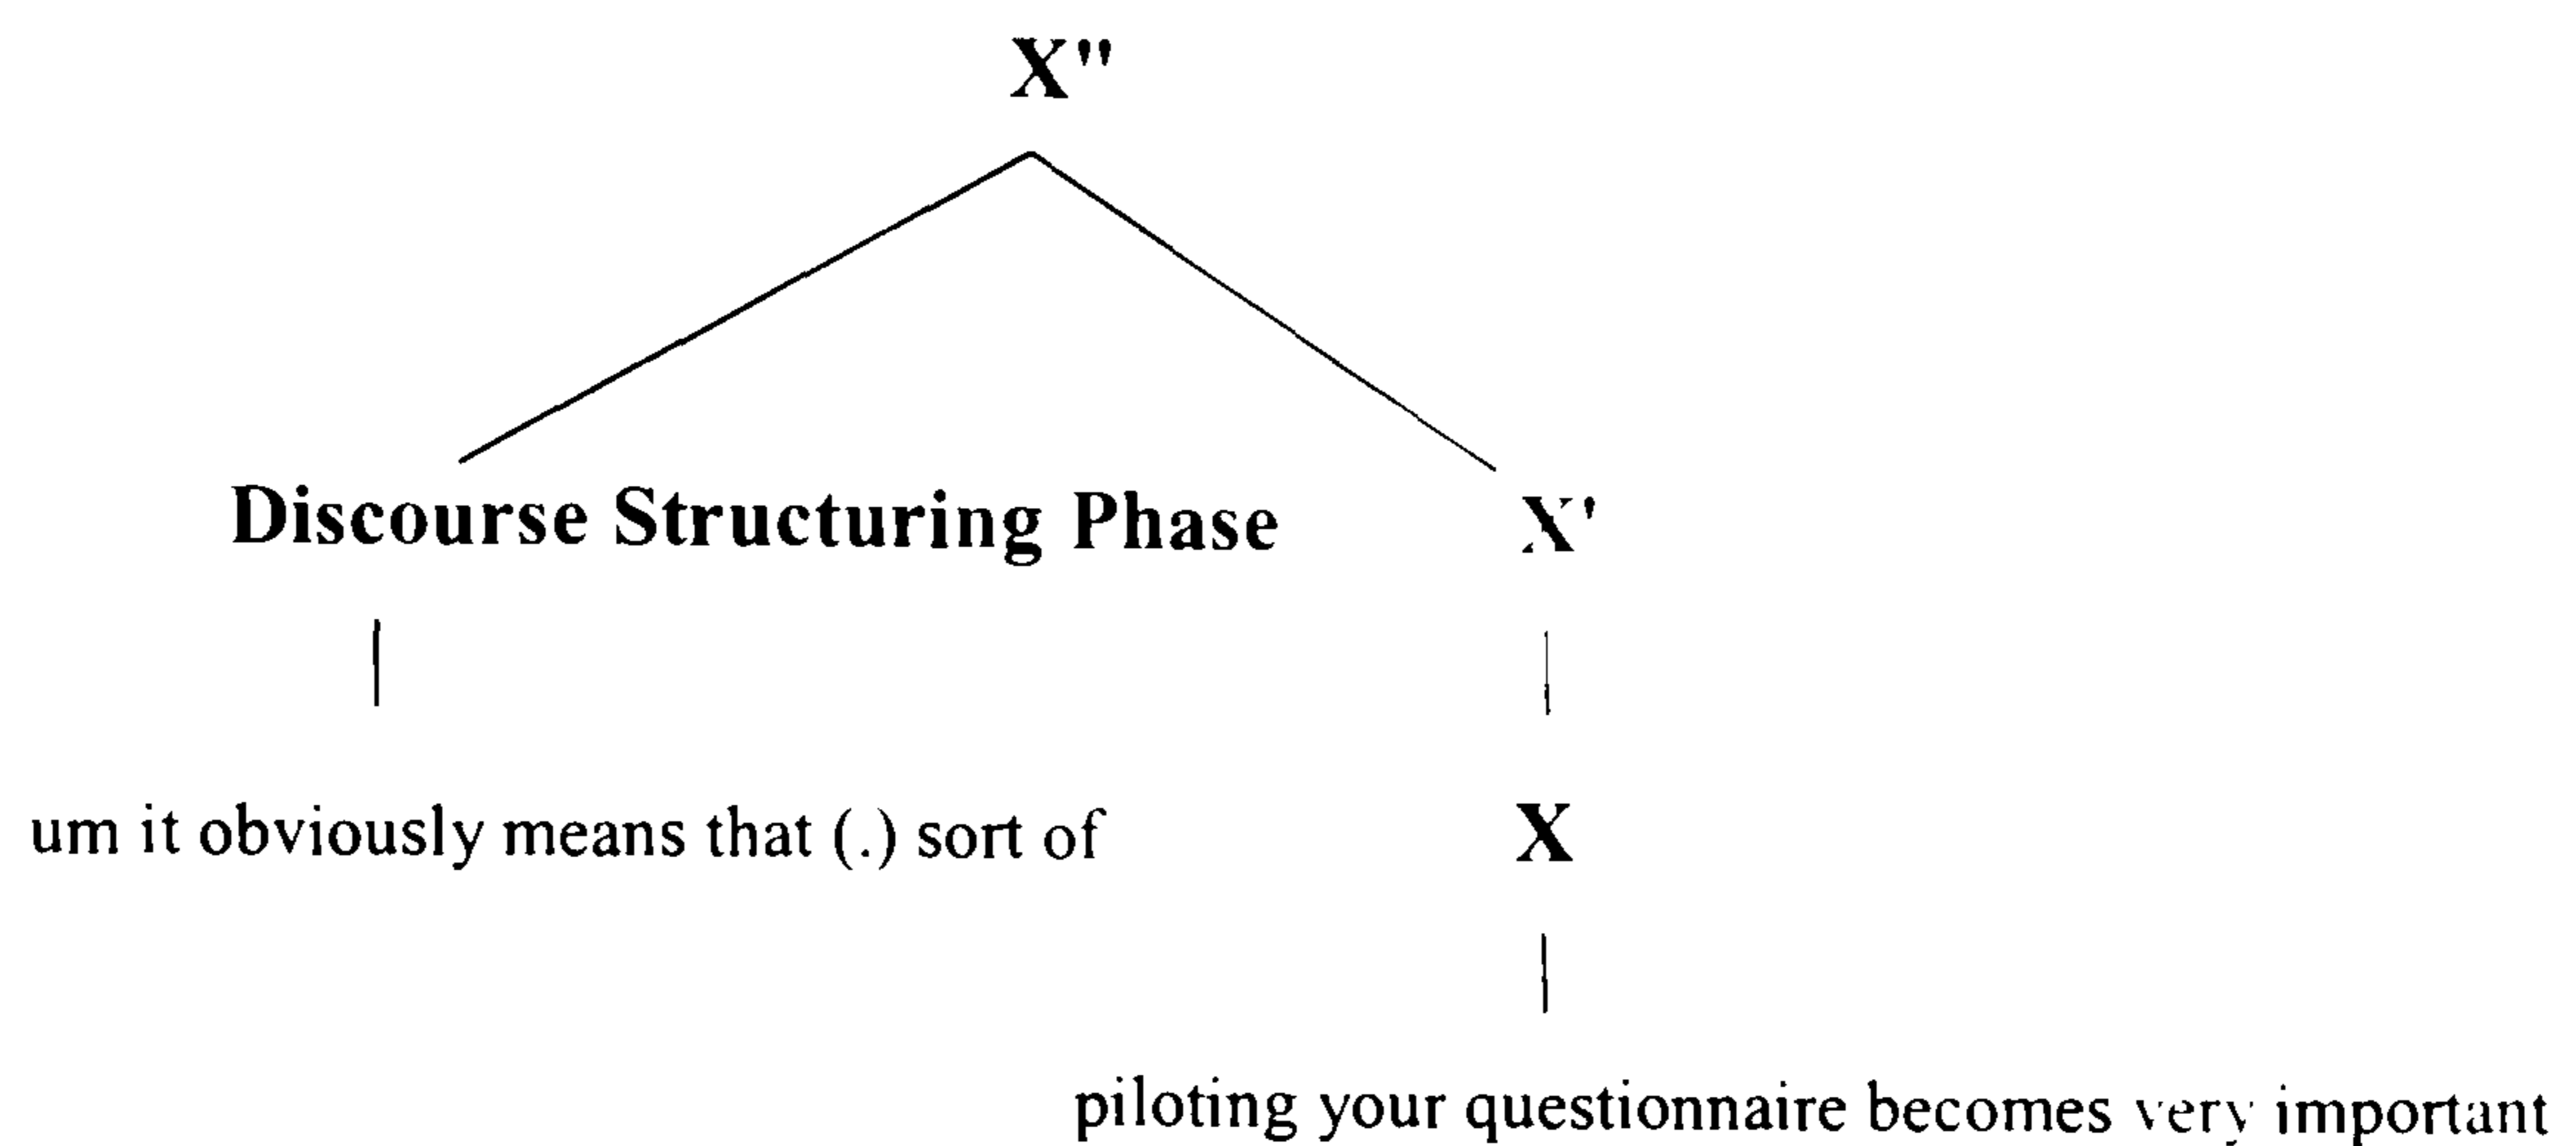 X"
Discourse Structuring Phase X'
um it obviously means that (.) sort of X
piloting your questionnaire becomes very important